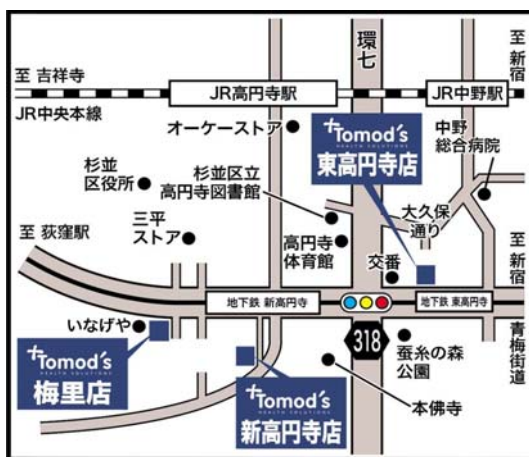 環七
至 新宿
至 吉祥寺
JR高円寺駅
JR中野駅
JR中央本線
オーケーストア
Tomod's
HEALTH SOLUTIONS
東高円寺店
中野
総合病院
杉並
区役所
杉並区立
高円寺図書館
大久保
通り
三平
ストア
至 荻窪駅
高円寺
体育館
交番
至 新宿
地下鉄 新高円寺
地下鉄 東高円寺
いなげや
318
蚕糸の森
公園
青梅街道
Tomod's
HEALTH SOLUTIONS
梅里店
本佛寺
Tomod's
HEALTH SOLUTIONS
新高円寺店